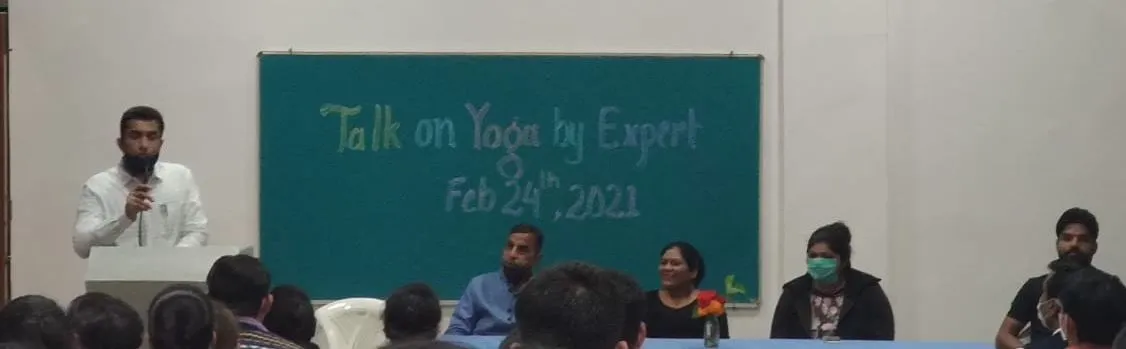 Talk on Yoga by Expert
Feb 24th, 2021